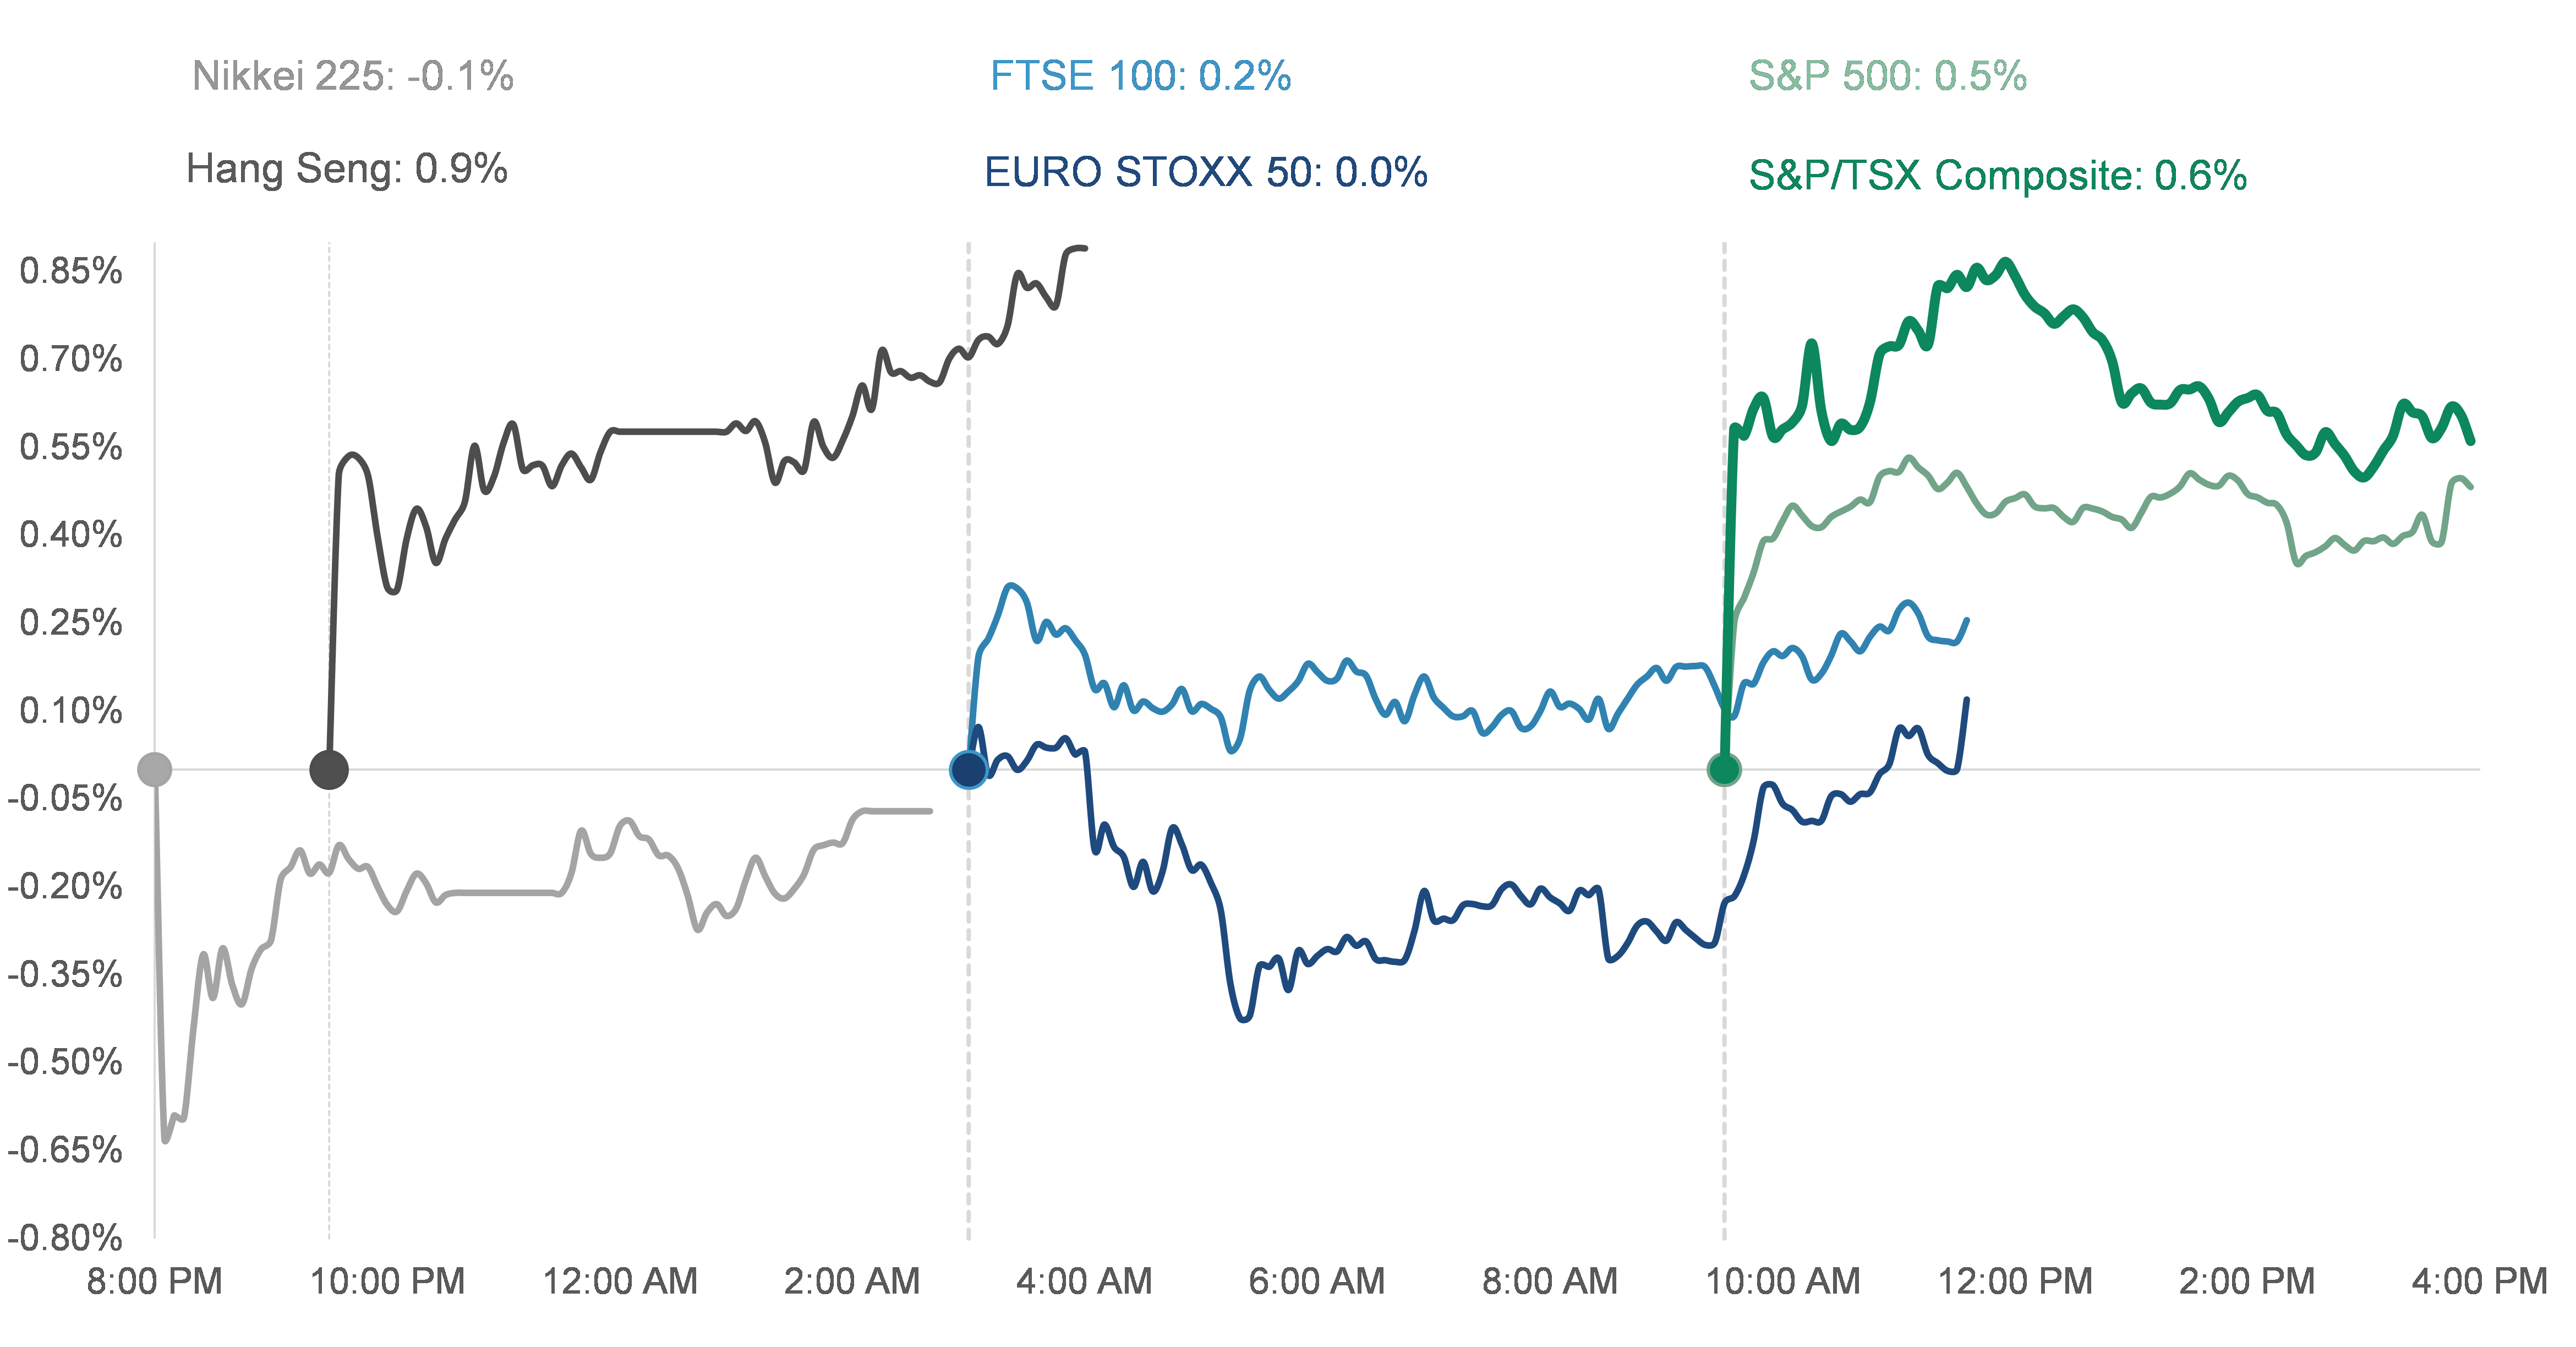 Nikkei 225: -0.1%
FTSE 100: 0.2%
S&P 500: 0.5%
Hang Seng: 0.9%
EURO STOXX 50: 0.0%
S&P/TSX Composite: 0.6%
0.85%
0.70%
0.55%
0.40%
0.25%
0.10%
-0.05%
-0.20%
-0.35%
-0.50%
-0.65%
-0.80%
8:00 PM 10:00 PM 12:00 AM 2:00 AM 4:00 AM 6:00 AM 8:00 AM 10:00 AM 12:00 PM 2:00 PM 4:00 PM